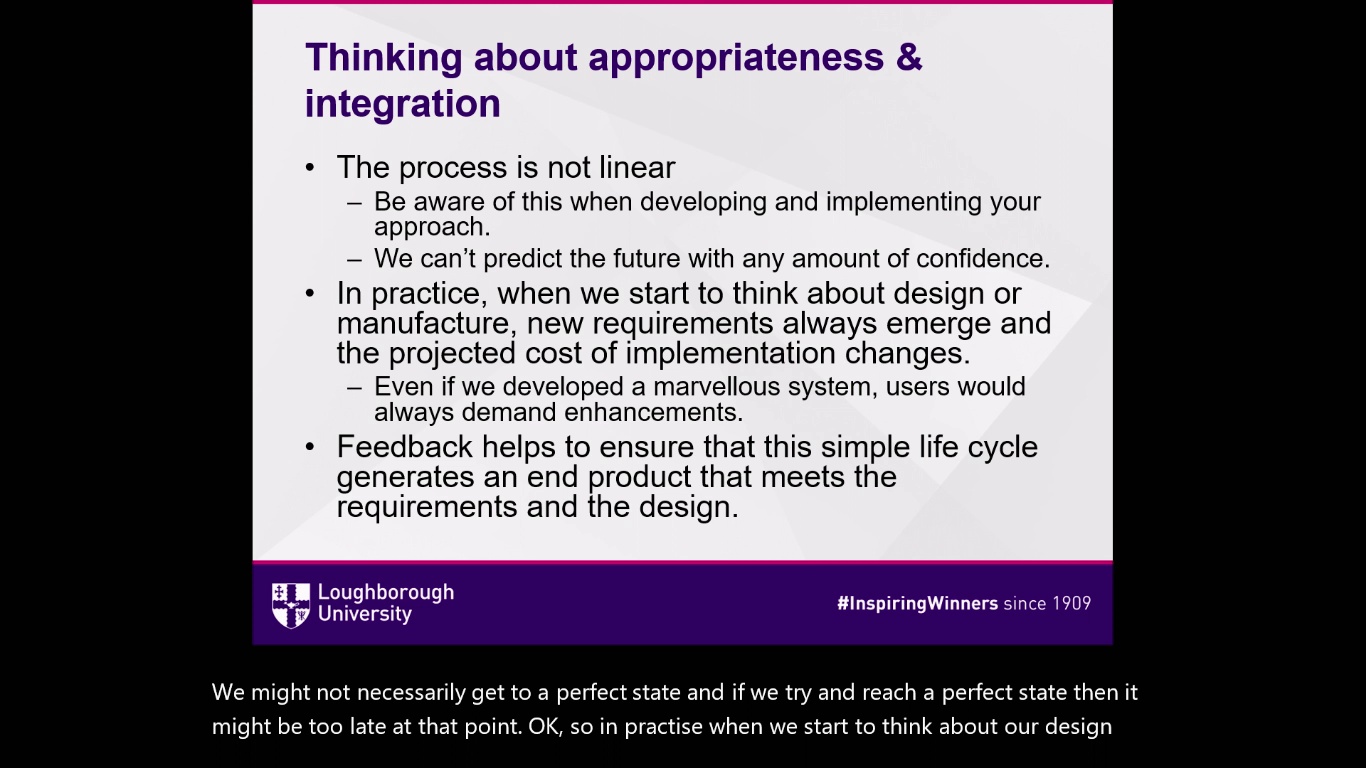 Thinking about appropriateness &
integration
• The process is not linear
– Be aware of this when developing and implementing your
approach.
– We can’t predict the future with any amount of confidence.
• In practice, when we start to think about design or
manufacture, new requirements always emerge and
the projected cost of implementation changes.
– Even if we developed a marvellous system, users would
always demand enhancements.
• Feedback helps to ensure that this simple life cycle
generates an end product that meets the
requirements and the design.
Loughborough
University
#InspiringWinners since 1909
We might not necessarily get to a perfect state and if we try and reach a perfect state then it
might be too late at that point. OK, so in practise when we start to think about our design